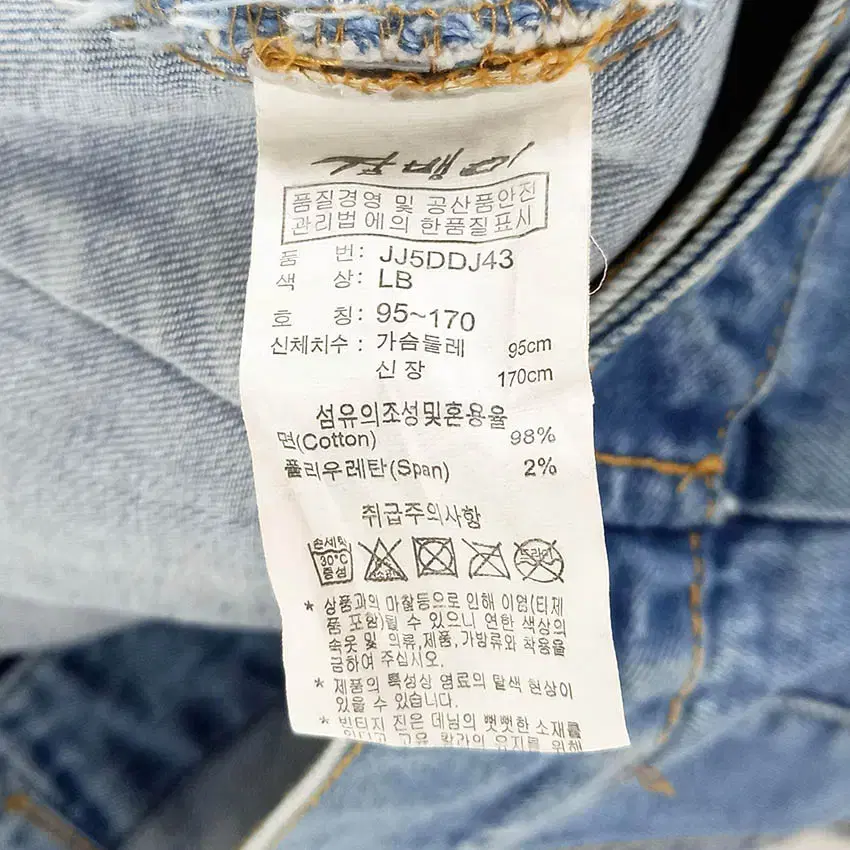 품질경영 및 공산품안전
관리법 에의 한품질표시
품 번: JJ5DDJ43
색 상: LB
호 칭: 95~170
신체치수 : 가슴둘레 95cm
신 장 170cm
섬유의조성및혼용율
면(Cotton) 98%
폴리우레탄(Span) 2%
취급주의사항
손세탁
30°C
중성
드라이
* 상품과의 마찰등으로 인해 이염(타제
품 포함)될 수 있으니 연한 색상의
속옷 및 의류,제품,가방류와 착용을
금하여 주십시오.
* 제품의 특성상 염료의 탈색 현상이
있을 수 있습니다.
* 빈티지 진은 데님의 뻣뻣한 소재를